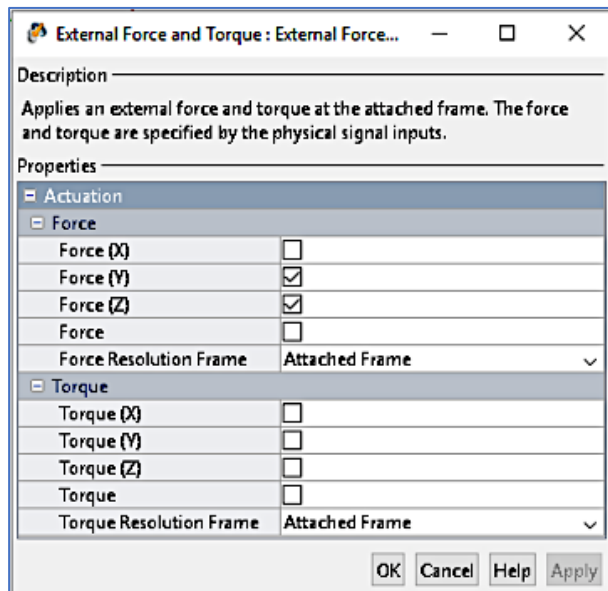 External Force and Torque : External Force...
Description
Applies an external force and torque at the attached frame. The force
and torque are specified by the physical signal inputs.
Properties
Actuation
Force
Force (X)
Force (Y)
Force (Z)
Force
Force Resolution Frame Attached Frame
Torque
Torque (X)
Torque (Y)
Torque (Z)
Torque
Torque Resolution Frame Attached Frame
OK Cancel Help Apply